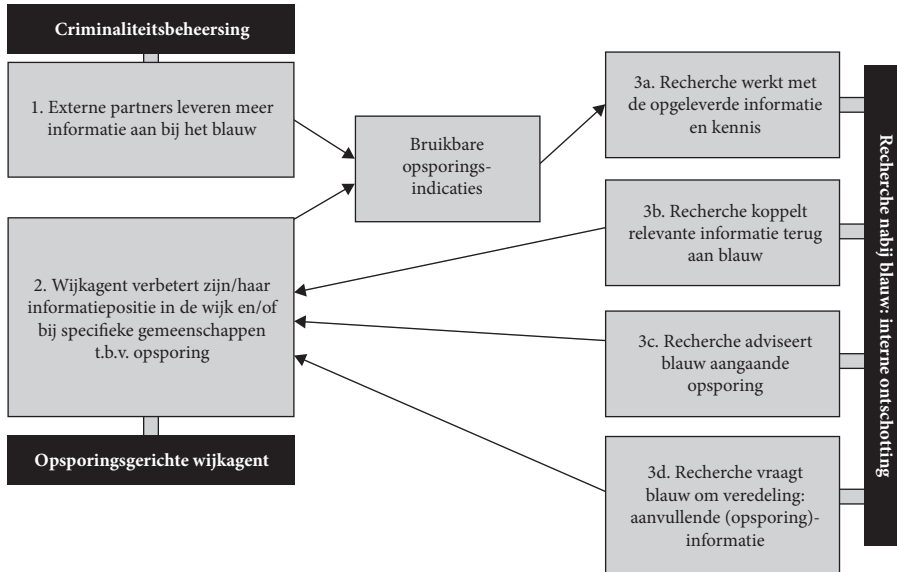 Criminaliteitsbeheersing
1. Externe partners leveren meer
informatie aan bij het blauw
Bruikbare
opsporings-
indicaties
2. Wijkagent verbetert zijn/haar
informatiepositie in de wijk en/of
bij specifieke gemeenschappen
t.b.v. opsporing
Opsporingsgerichte wijkagent
3a. Recherche werkt met
de opgeleverde informatie
en kennis
3b. Recherche koppelt
relevante informatie terug
aan blauw
3c. Recherche adviseert
blauw aangaande
opsporing
3d. Recherche vraagt
blauw om veredeling:
aanvullende (opsporing)-
informatie
Recherche nabij blauw: interne ontschotting